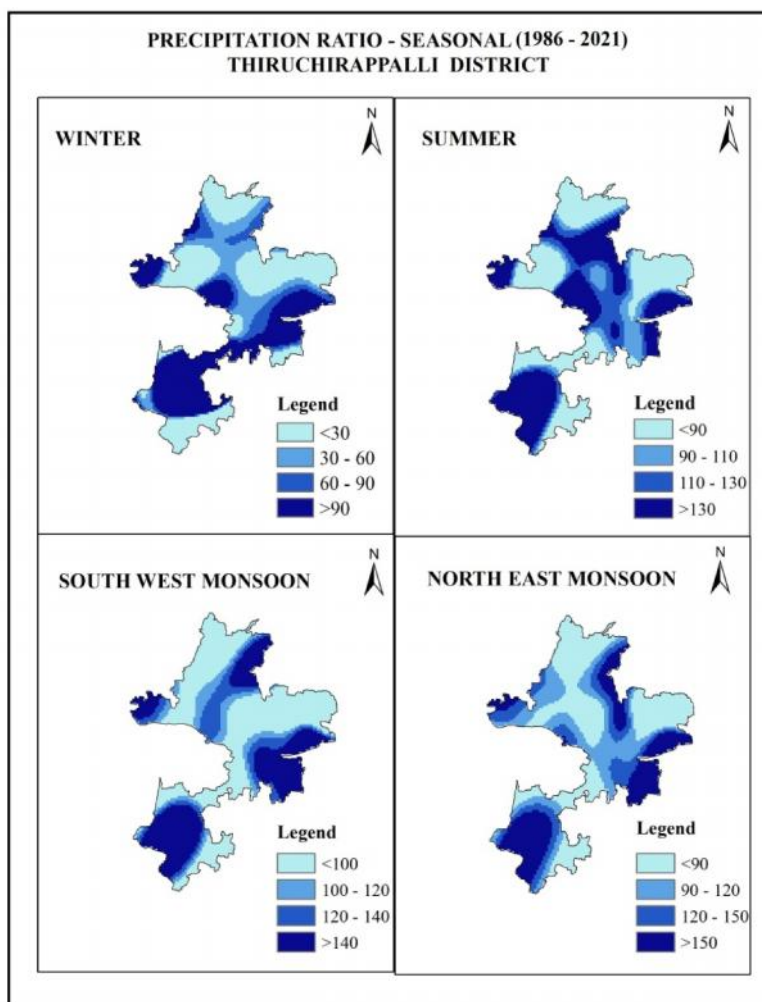 PRECIPITATION RATIO - SEASONAL (1986 - 2021)
THIRUCHIRAPPALLI DISTRICT
WINTER
N
Legend
<30
30 - 60
60 - 90
>90
SUMMER
N
Legend
<90
90 - 110
110 - 130
>130
SOUTH WEST MONSOON
N
Legend
<100
100 - 120
120 - 140
>140
NORTH EAST MONSOON
N
Legend
<90
90 - 120
120 - 150
>150